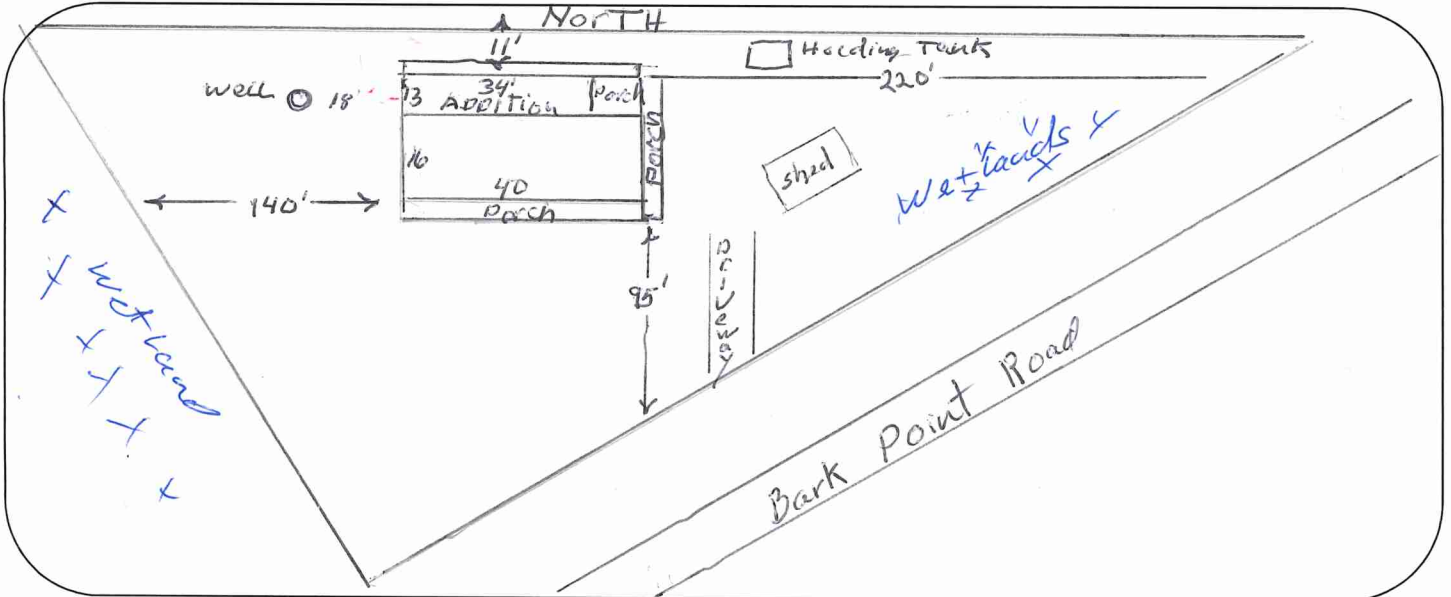 NorTH
11'
Holding Tank
220'
well
18'
13
34'
ADDITION
Porch
Porch
16
shed
Wetlands
140'
40
Porch
95'
Driveway
wetland
Bark Point Road